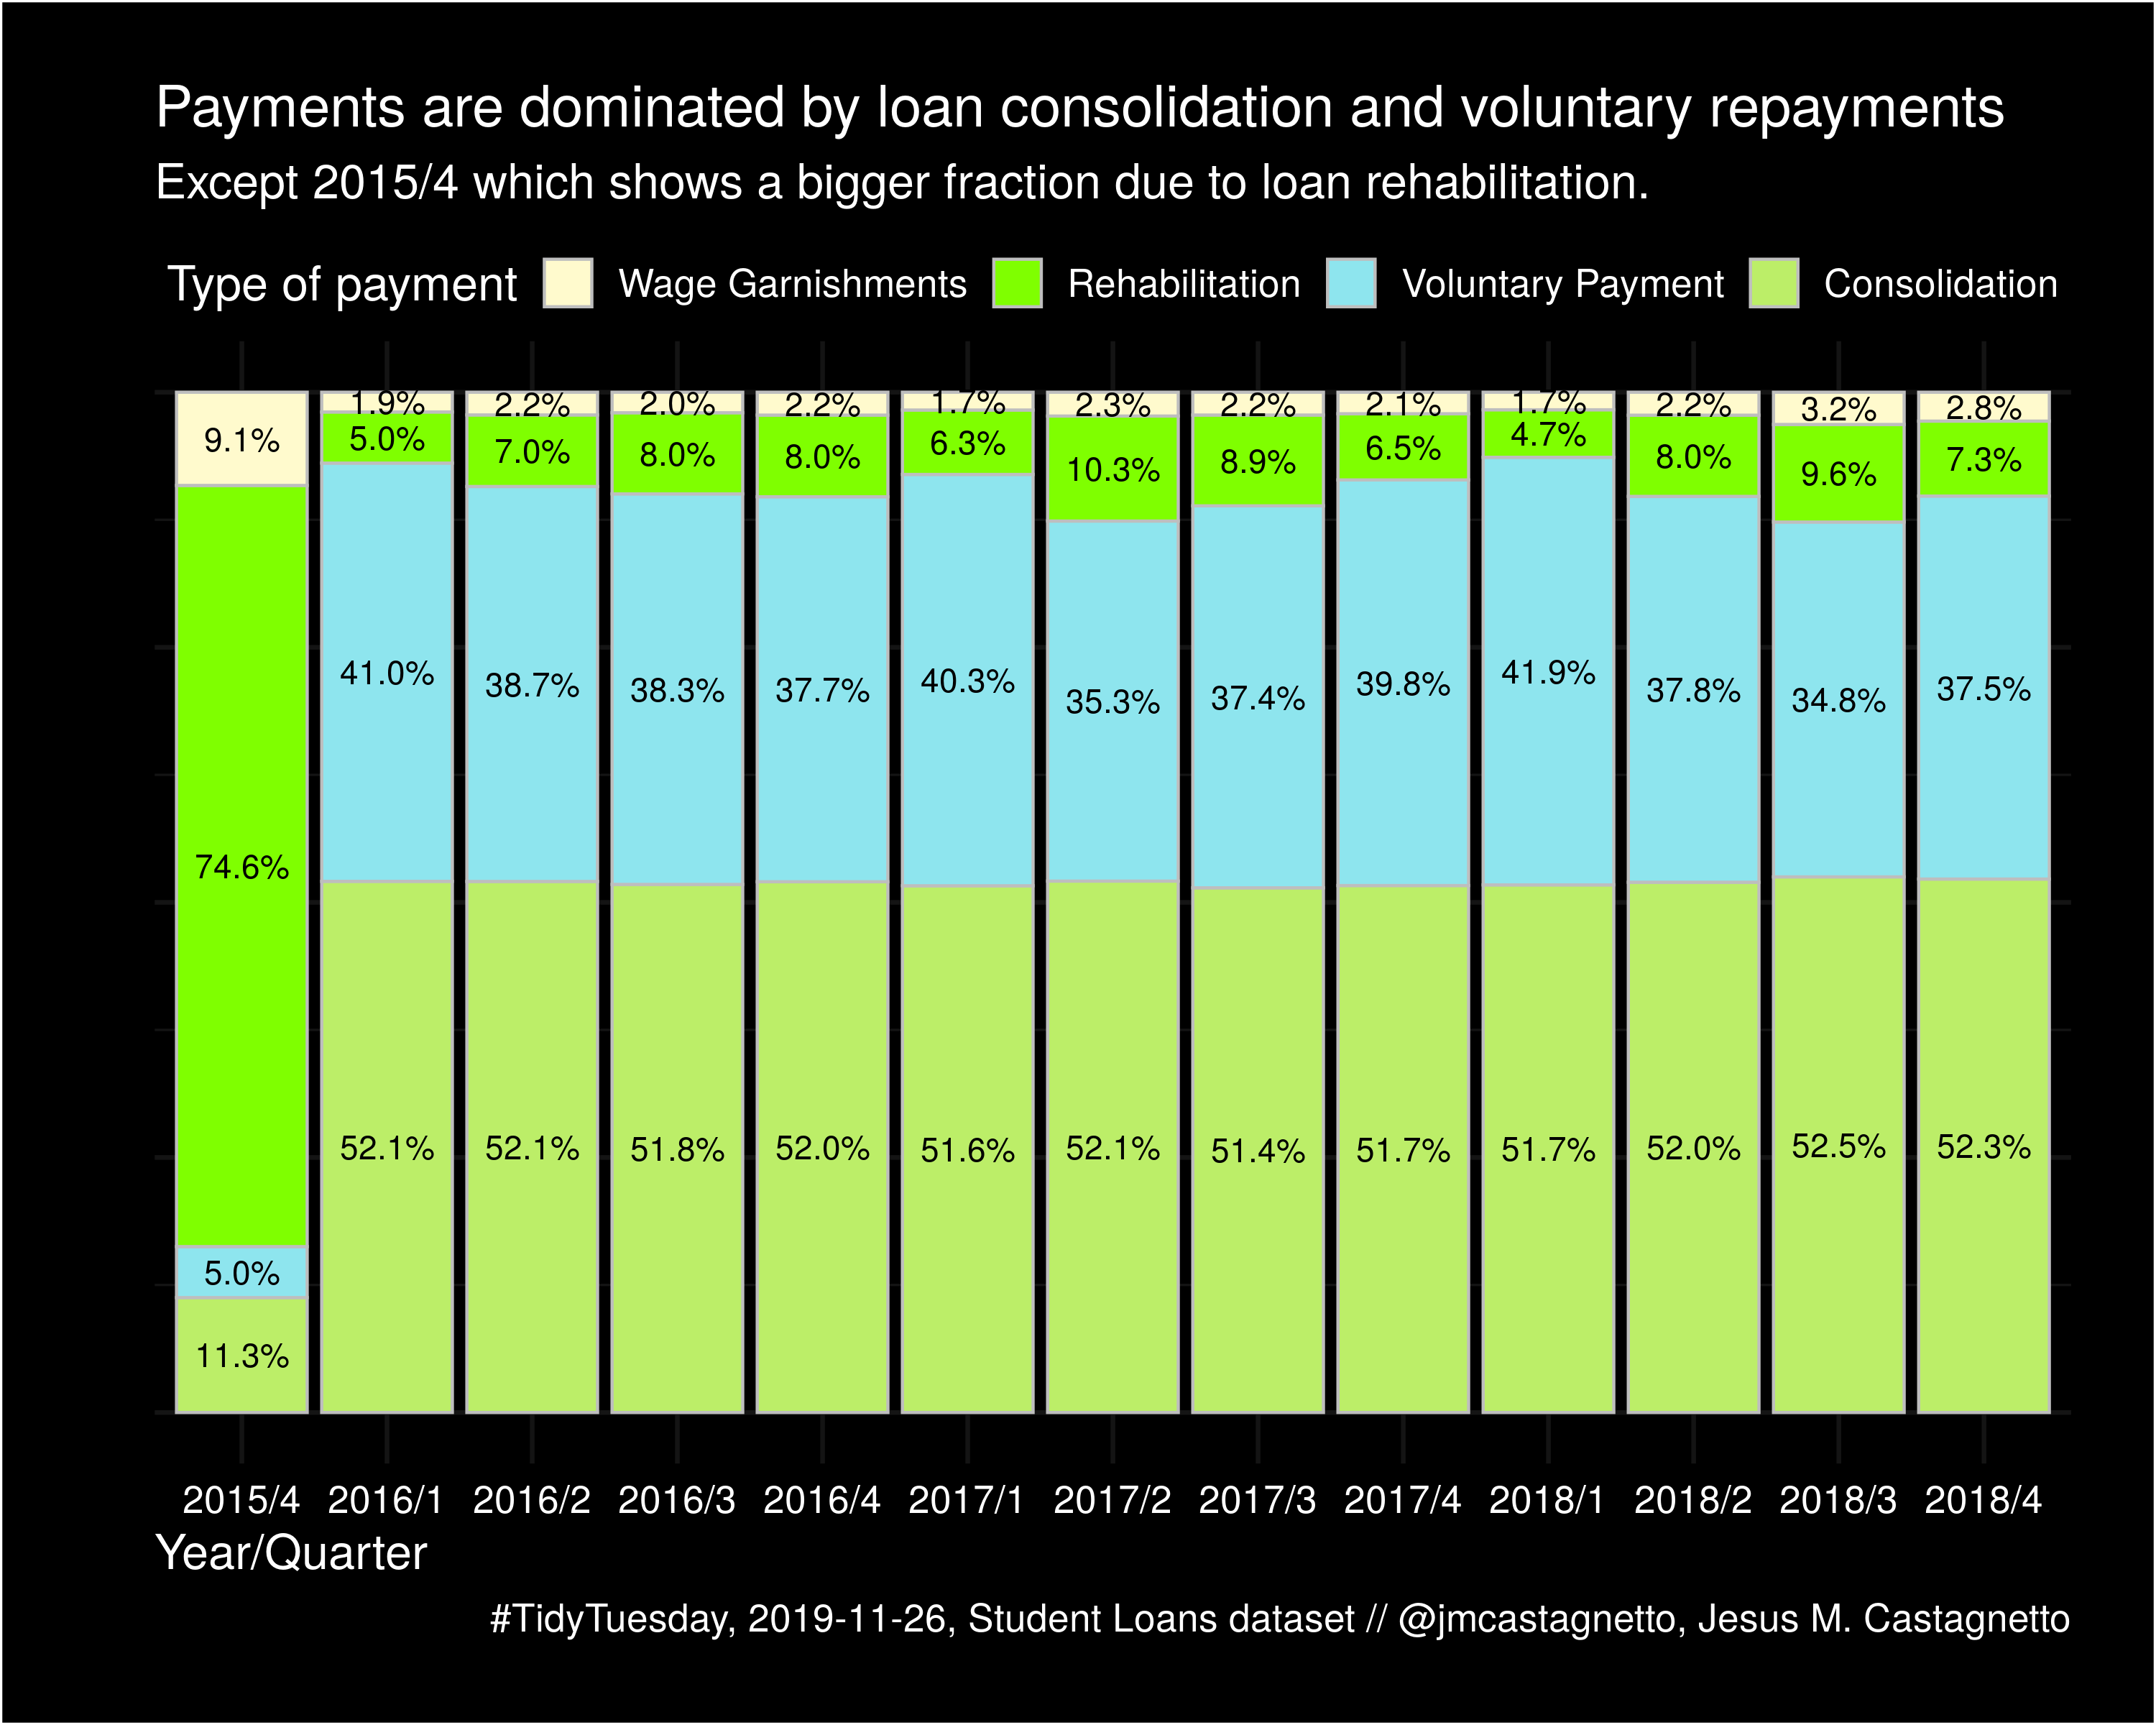 Payments are dominated by loan consolidation and voluntary repayments
Except 2015/4 which shows a bigger fraction due to loan rehabilitation.
Type of payment Wage Garnishments Rehabilitation Voluntary Payment Consolidation
9.1% 1.9% 2.2% 2.0% 2.2% 1.7% 2.3% 2.2% 2.1% 1.7% 2.2% 3.2% 2.8%
74.6% 5.0% 7.0% 8.0% 8.0% 6.3% 10.3% 8.9% 6.5% 4.7% 8.0% 9.6% 7.3%
5.0% 41.0% 38.7% 38.3% 37.7% 40.3% 35.3% 37.4% 39.8% 41.9% 37.8% 34.8% 37.5%
11.3% 52.1% 52.1% 51.8% 52.0% 51.6% 52.1% 51.4% 51.7% 51.7% 52.0% 52.5% 52.3%
2015/4 2016/1 2016/2 2016/3 2016/4 2017/1 2017/2 2017/3 2017/4 2018/1 2018/2 2018/3 2018/4
Year/Quarter
#TidyTuesday, 2019-11-26, Student Loans dataset // @jmcastagnetto, Jesus M. Castagnetto